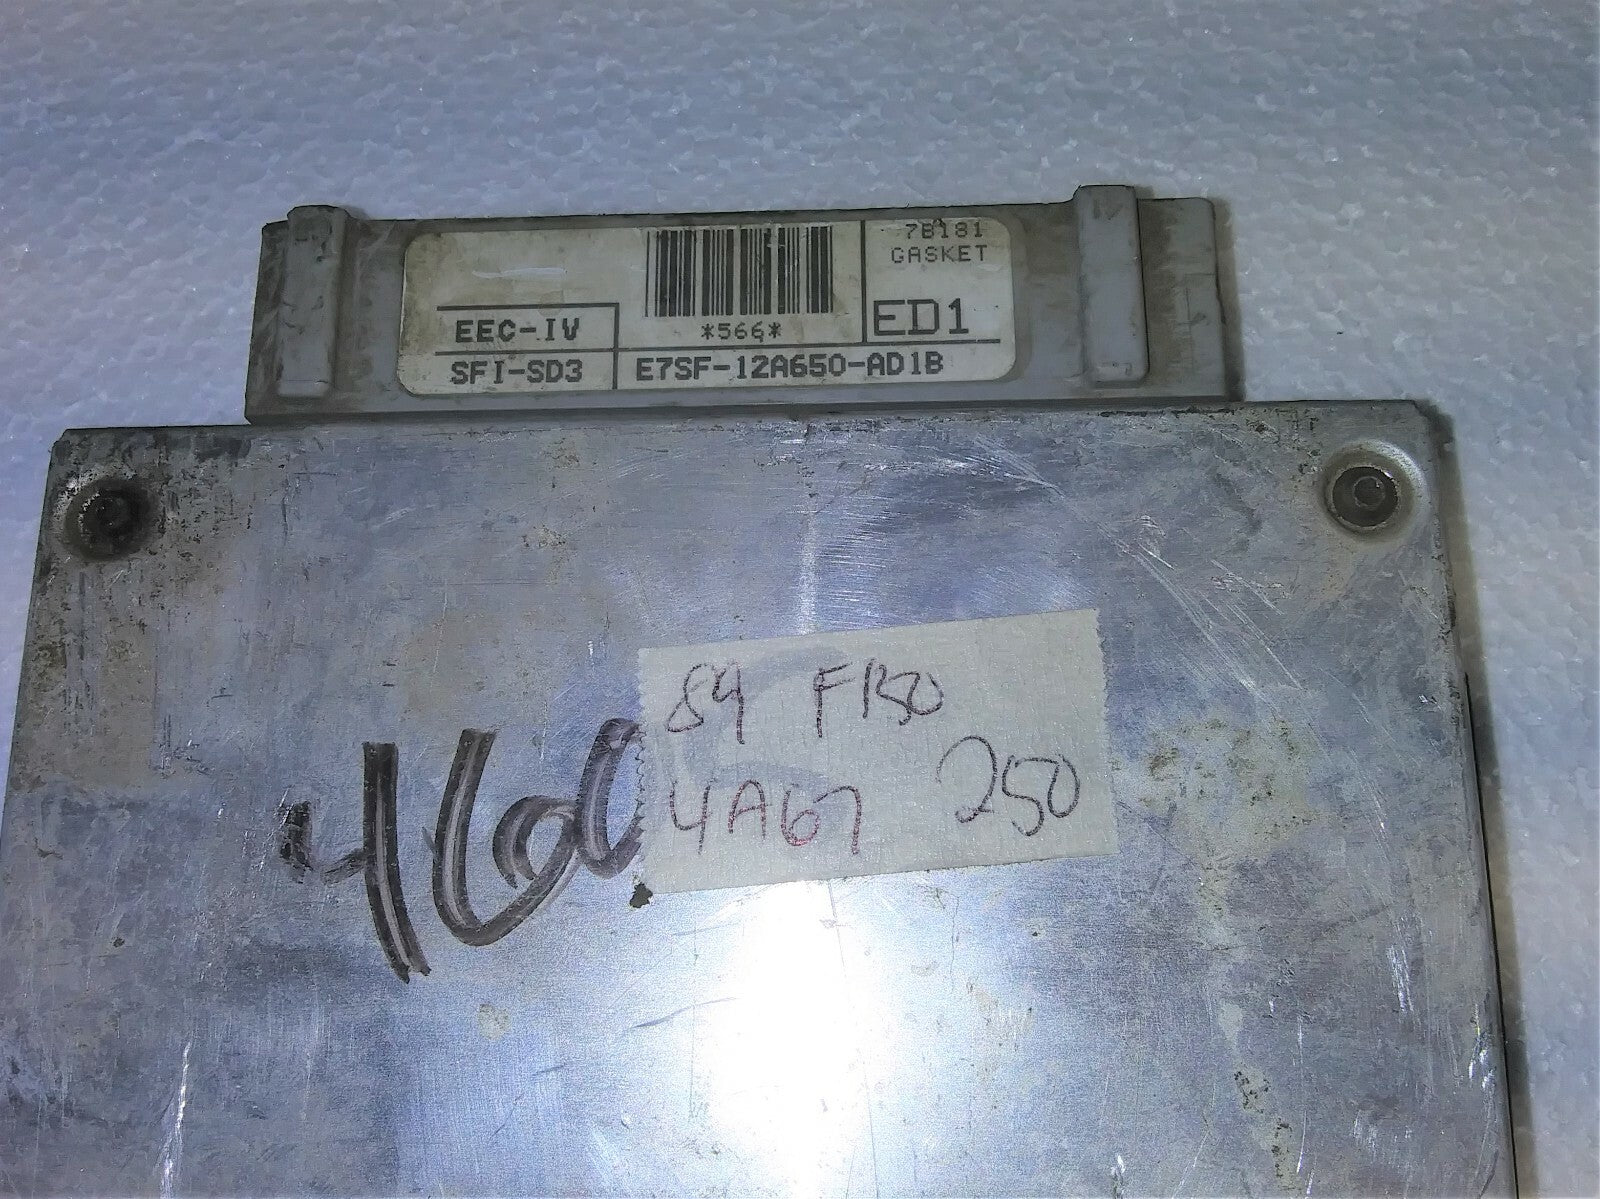 7B181
GASKET
*566*
ED1
EEC-IV
SFI-SD3
E7SF-12A650-AD1B
460
89 F150
4A67
250